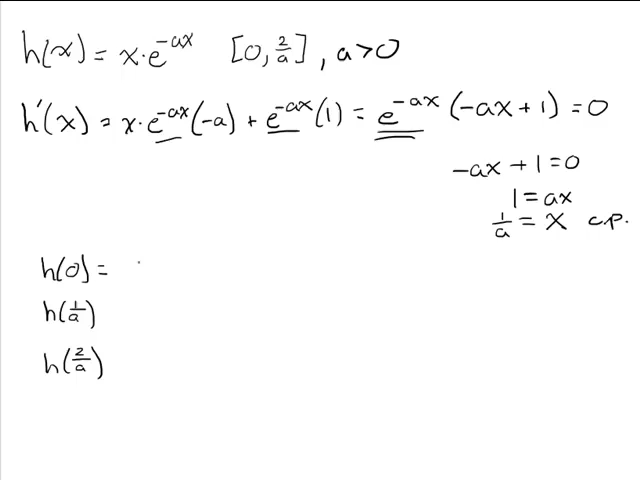 h(x) = x·e^{-ax}   [0, 2/a], a>0
h'(x) = x·e^{-ax}(-a) + e^{-ax}(1) = e^{-ax}(-ax+1) = 0
-ax + 1 = 0
1 = ax
1/a = x   c.p.
h(0) =
h(1/a)
h(2/a)